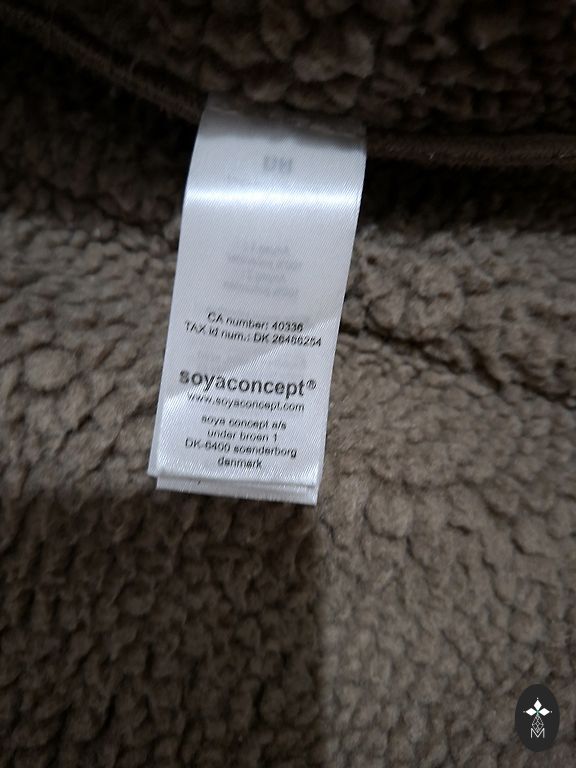 CA number: 40336
TAX id num.: DK 26486254
soyaconcept®
www.soyaconcept.com
soya concept a/s
under broen 1
DK-6400 soenderborg
denmark
M